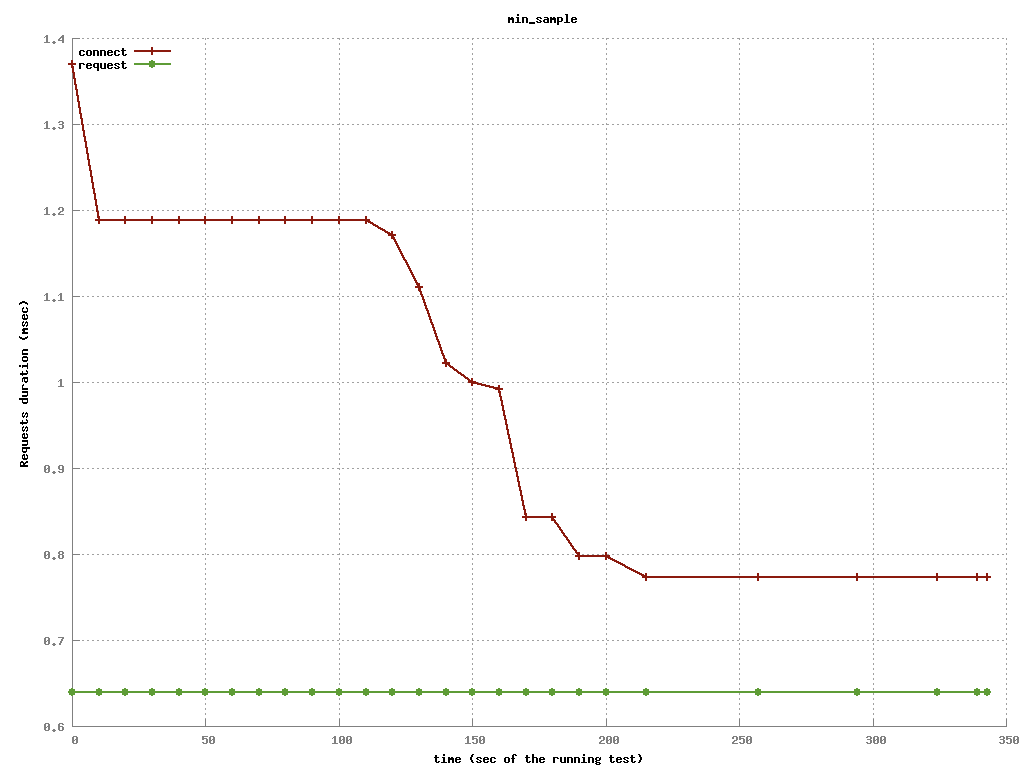 min_sample
connect
request
1.4
1.3
1.2
1.1
1
0.9
0.8
0.7
0.6
Requests duration (msec)
0 50 100 150 200 250 300 350
time (sec of the running test)